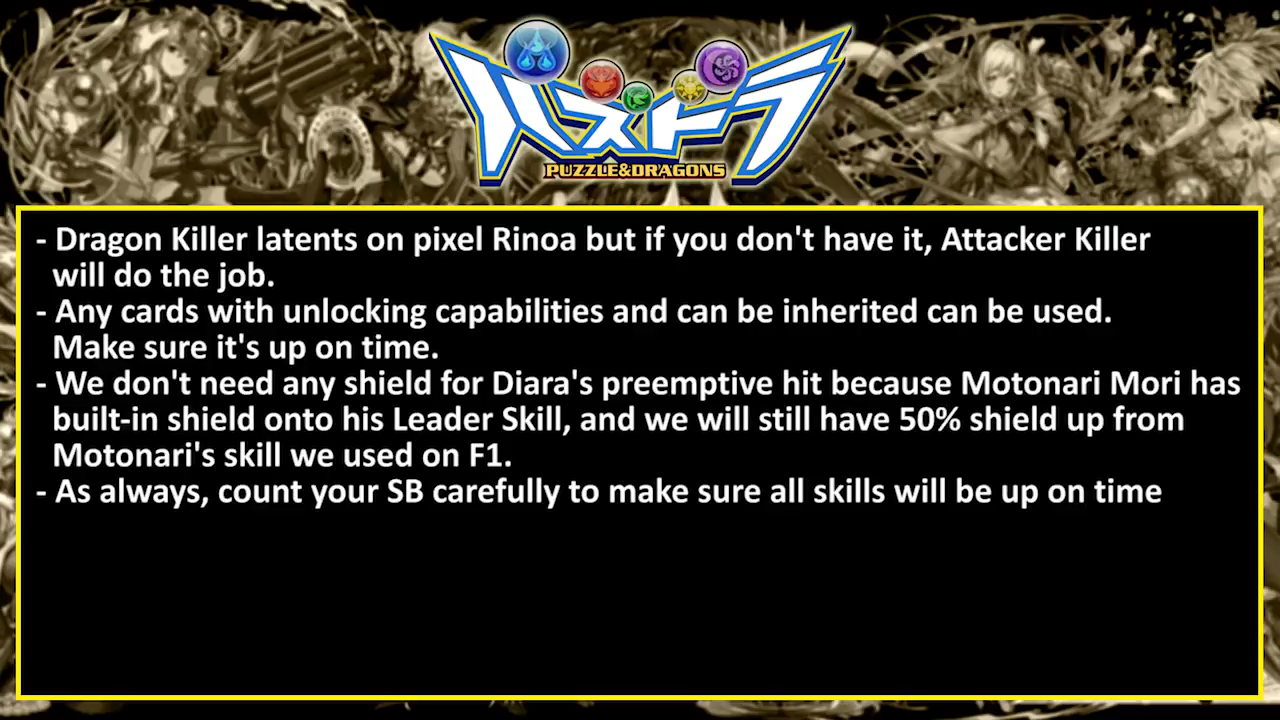 パズドラ
PUZZLE&DRAGONS
- Dragon Killer latents on pixel Rinoa but if you don't have it, Attacker Killer
will do the job.
- Any cards with unlocking capabilities and can be inherited can be used.
Make sure it's up on time.
- We don't need any shield for Diara's preemptive hit because Motonari Mori has
built-in shield onto his Leader Skill, and we will still have 50% shield up from
Motonari's skill we used on F1.
- As always, count your SB carefully to make sure all skills will be up on time